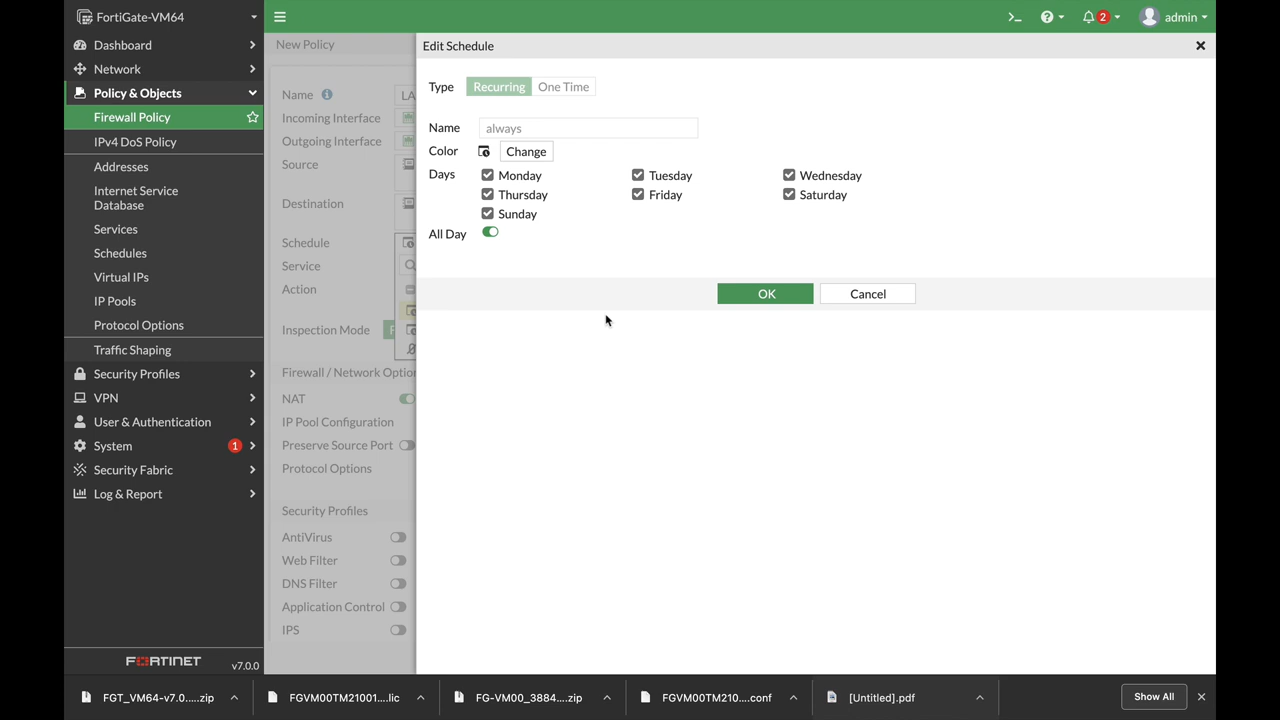 FortiGate-VM64
2
admin
Dashboard
Network
Policy & Objects
Firewall Policy
IPv4 DoS Policy
Addresses
Internet Service
Database
Services
Schedules
Virtual IPs
IP Pools
Protocol Options
Traffic Shaping
Security Profiles
VPN
User & Authentication
System 1
Security Fabric
Log & Report
FORTINET v7.0.0
New Policy
Name LA
Incoming Interface
Outgoing Interface
Source
Destination
Schedule
Service
Action
Inspection Mode F
Firewall / Network Option
NAT
IP Pool Configuration
Preserve Source Port
Protocol Options
Security Profiles
AntiVirus
Web Filter
DNS Filter
Application Control
IPS
Edit Schedule
Type Recurring One Time
Name always
Color Change
Days Monday Tuesday Wednesday
Thursday Friday Saturday
Sunday
All Day
OK Cancel
FGT_VM64-v7.0.....zip FGVM00TM21001....lic FG-VM00_3884....zip FGVM00TM210....conf [Untitled].pdf Show All